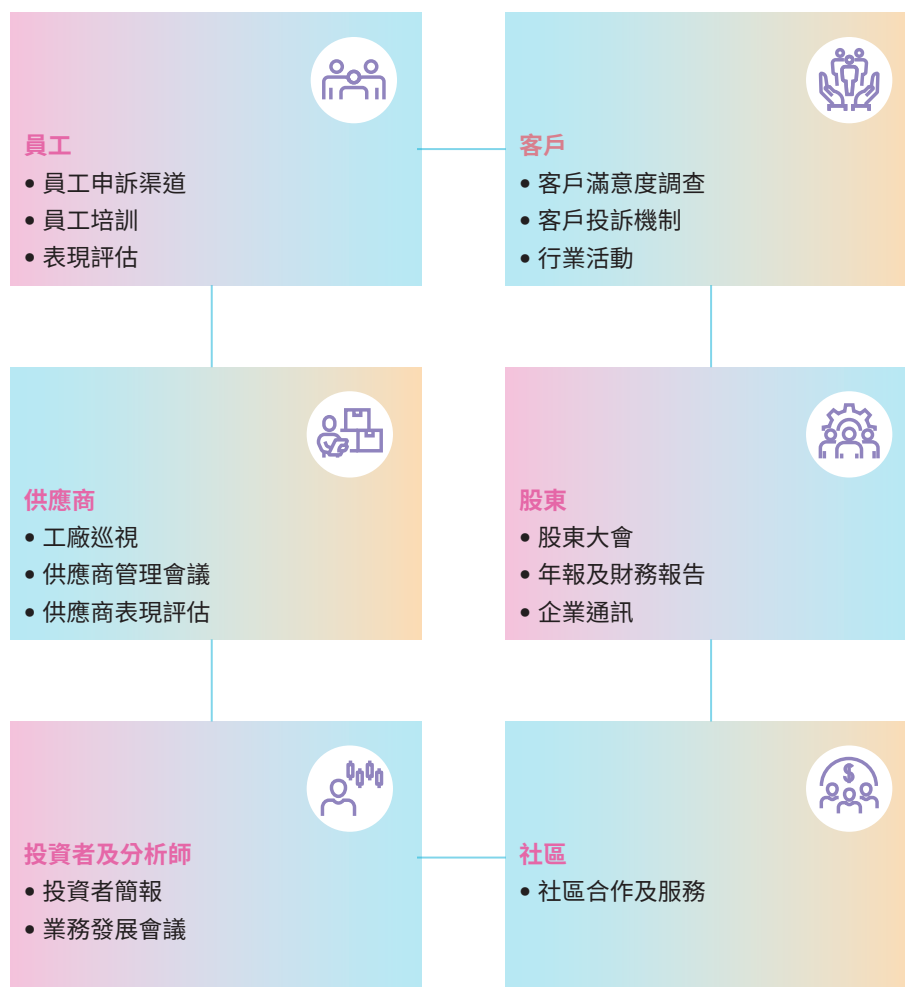 員工
• 員工申訴渠道
• 員工培訓
• 表現評估
客戶
• 客戶滿意度調查
• 客戶投訴機制
• 行業活動
供應商
• 工廠巡視
• 供應商管理會議
• 供應商表現評估
股東
• 股東大會
• 年報及財務報告
• 企業通訊
投資者及分析師
• 投資者簡報
• 業務發展會議
社區
• 社區合作及服務